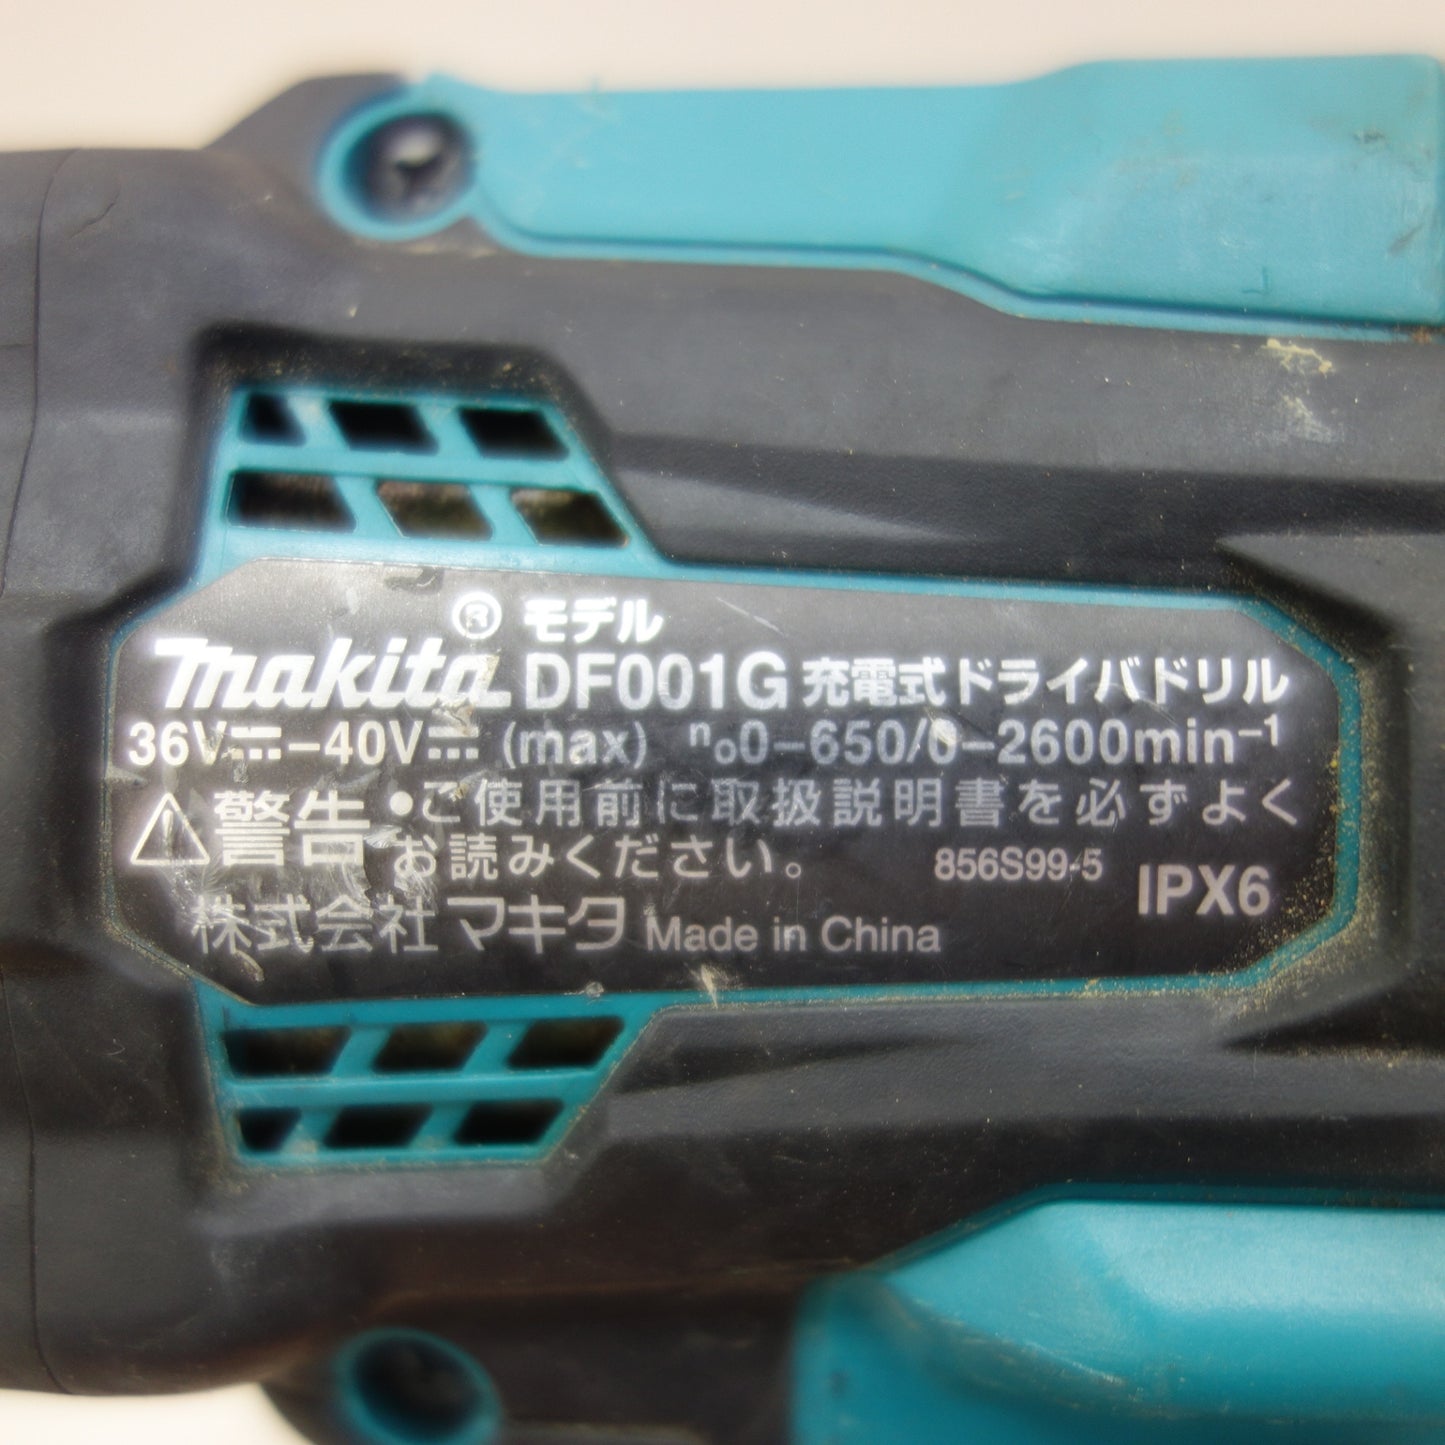 makita® モデル
DF001G 充電式ドライバドリル
36V⎓-40V⎓ (max) n₀0-650/0-2600min⁻¹
⚠警告 ●ご使用前に取扱説明書を必ずよく
お読みください。 856S99-5 IPX6
株式会社マキタ Made in China